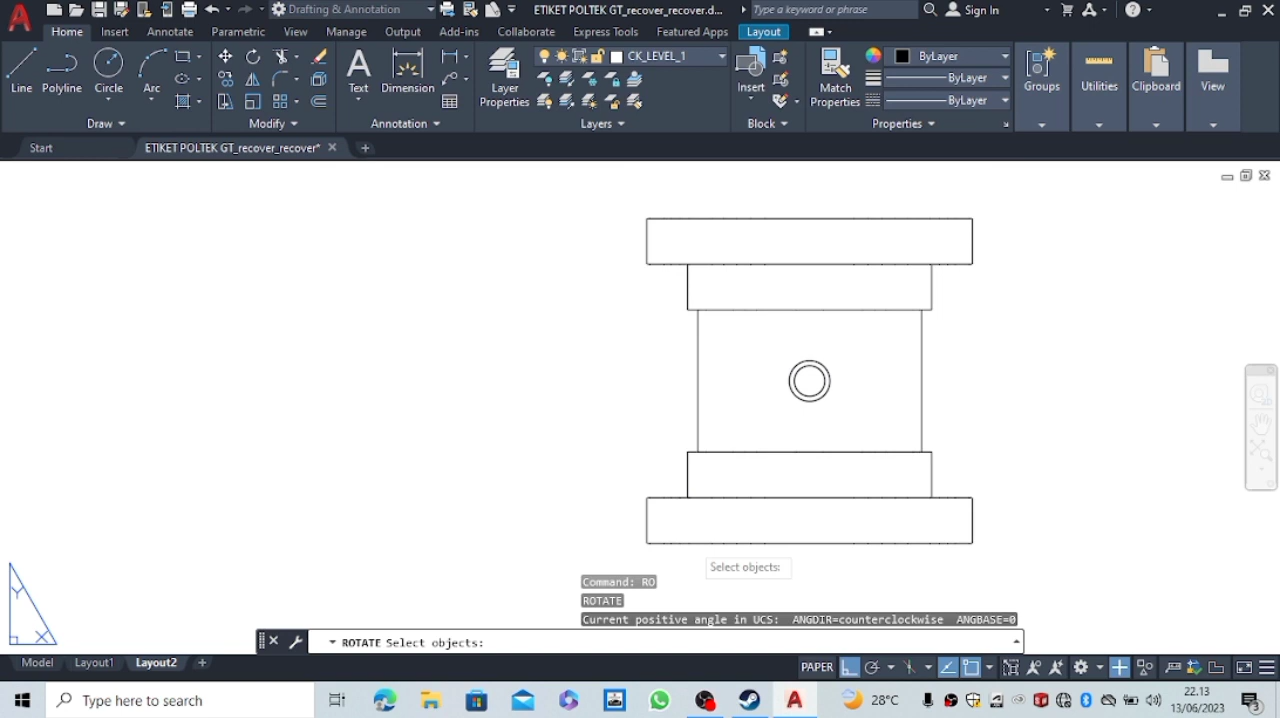 Drafting & Annotation
ETIKET POLTEK GT_recover_recover.d...
Type a keyword or phrase
Sign In
Home
Insert
Annotate
Parametric
View
Manage
Output
Add-ins
Collaborate
Express Tools
Featured Apps
Layout
Line
Polyline
Circle
Arc
Text
Dimension
Layer
Properties
CK_LEVEL_1
Insert
Match
Properties
ByLayer
ByLayer
ByLayer
Groups
Utilities
Clipboard
View
Draw
Modify
Annotation
Layers
Block
Properties
Start
ETIKET POLTEK GT_recover_recover*
Select objects:
Command: RO
ROTATE
Current positive angle in UCS: ANGDIR=counterclockwise ANGBASE=0
Y
X
ROTATE Select objects:
Model
Layout1
Layout2
PAPER
Type here to search
28°C
22.13
13/06/2023
3